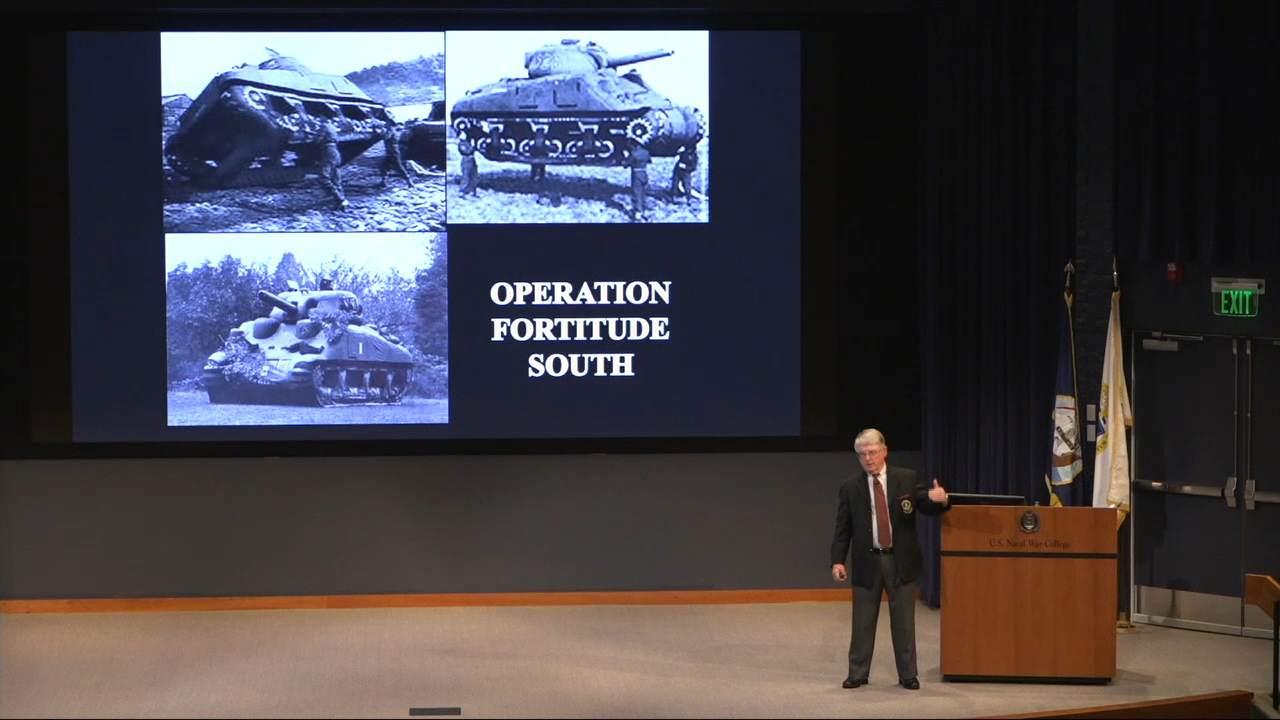 OPERATION
FORTITUDE
SOUTH
EXIT
U.S. Naval War College